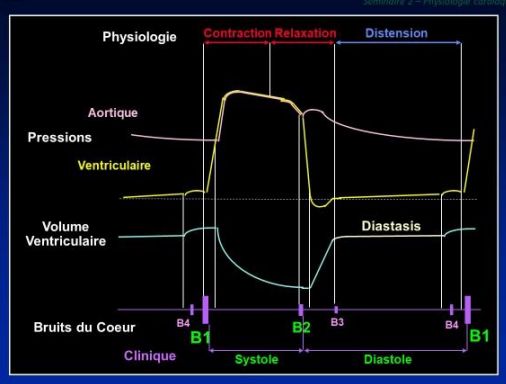 Séminaire 2 – Physiologie cardiaq
Physiologie
Contraction Relaxation
Distension
Aortique
Pressions
Ventriculaire
Volume
Ventriculaire
Diastasis
Bruits du Coeur
B4
B1
B2
B3
B4
B1
Clinique
Systole
Diastole